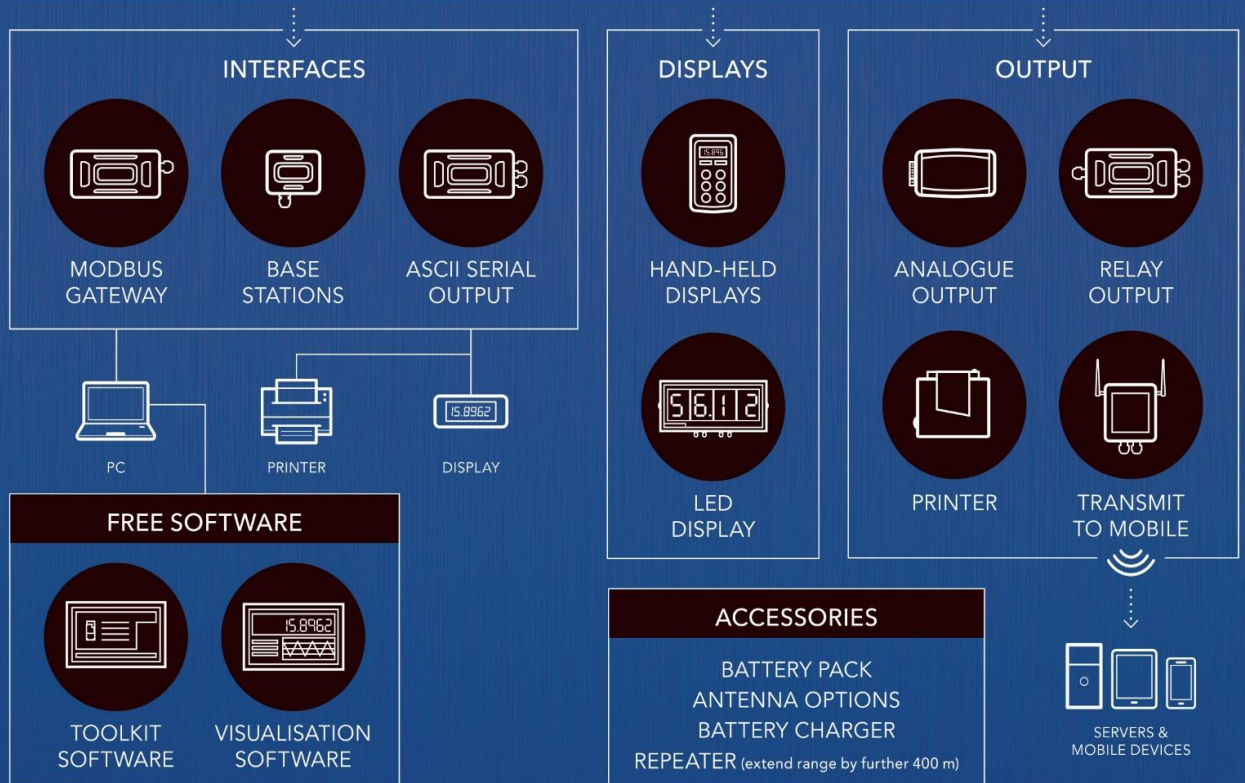 INTERFACES
MODBUS
GATEWAY
BASE
STATIONS
ASCII SERIAL
OUTPUT
PC
PRINTER
15.8962
DISPLAY
FREE SOFTWARE
TOOLKIT
SOFTWARE
15.8962
VISUALISATION
SOFTWARE
DISPLAYS
15.896
HAND-HELD
DISPLAYS
56.12
LED
DISPLAY
OUTPUT
ANALOGUE
OUTPUT
RELAY
OUTPUT
PRINTER
TRANSMIT
TO MOBILE
SERVERS &
MOBILE DEVICES
ACCESSORIES
BATTERY PACK
ANTENNA OPTIONS
BATTERY CHARGER
REPEATER (extend range by further 400 m)